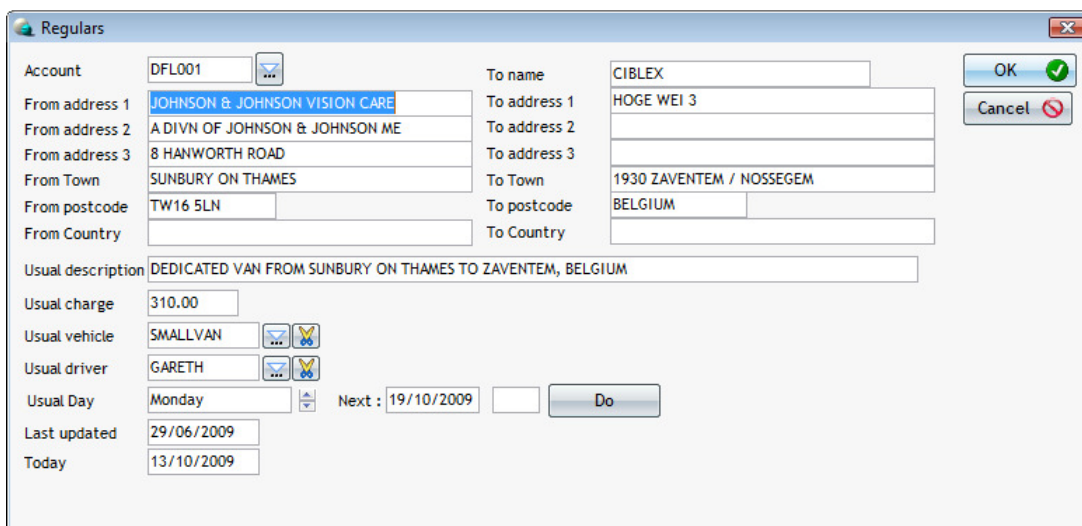 Regulars
Account DFL001 To name CIBLEX OK
From address 1 JOHNSON & JOHNSON VISION CARE To address 1 HOGE WEI 3 Cancel
From address 2 A DIVN OF JOHNSON & JOHNSON ME To address 2
From address 3 8 HANWORTH ROAD To address 3
From Town SUNBURY ON THAMES To Town 1930 ZAVENTEM / NOSSEGEM
From postcode TW16 5LN To postcode BELGIUM
From Country To Country
Usual description DEDICATED VAN FROM SUNBURY ON THAMES TO ZAVENTEM, BELGIUM
Usual charge 310.00
Usual vehicle SMALLVAN
Usual driver GARETH
Usual Day Monday Next : 19/10/2009 Do
Last updated 29/06/2009
Today 13/10/2009